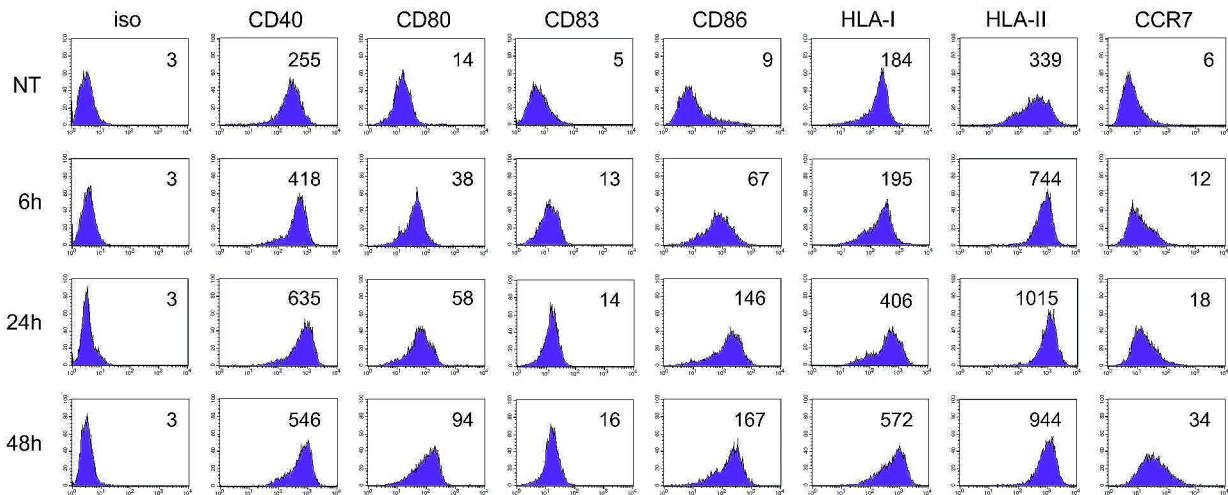 iso CD40 CD80 CD83 CD86 HLA-I HLA-II CCR7
NT 3 255 14 5 9 184 339 6
6h 3 418 38 13 67 195 744 12
24h 3 635 58 14 146 406 1015 18
48h 3 546 94 16 167 572 944 34